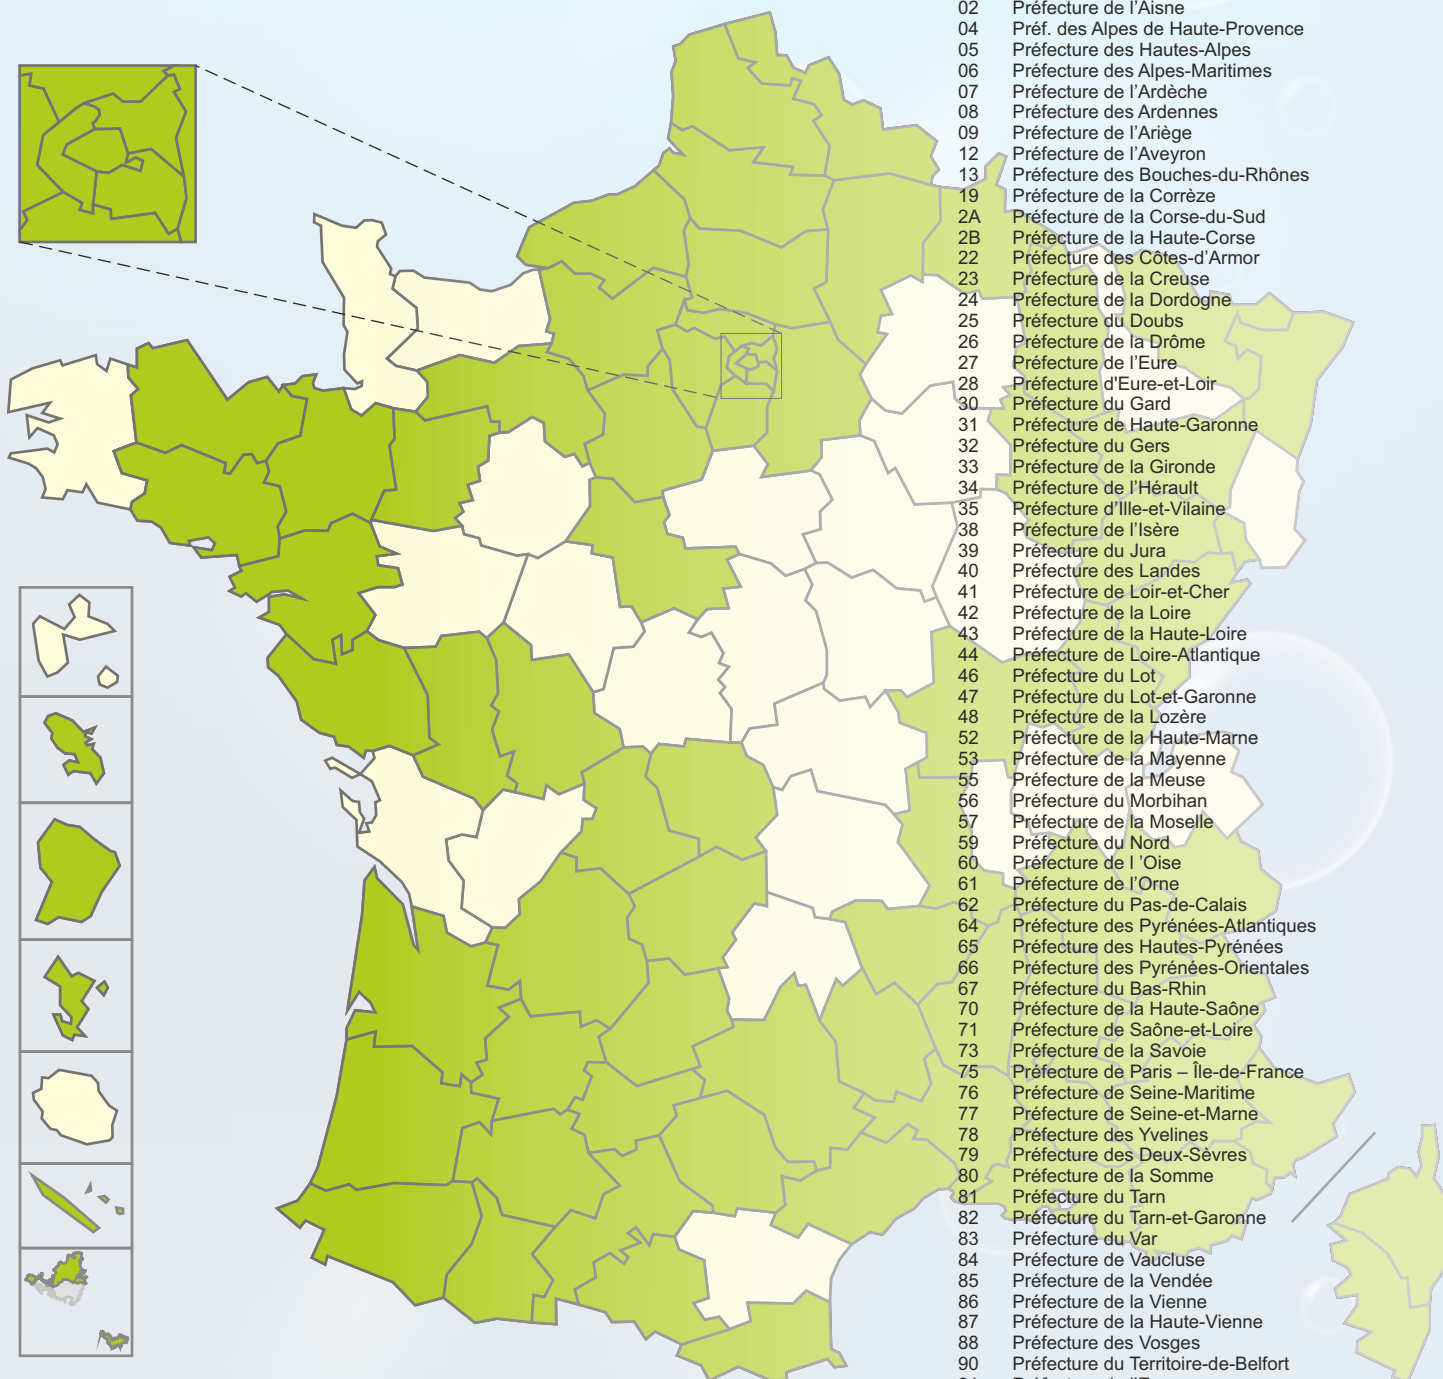 02 Préfecture de l'Aisne
04 Préf. des Alpes de Haute-Provence
05 Préfecture des Hautes-Alpes
06 Préfecture des Alpes-Maritimes
07 Préfecture de l'Ardèche
08 Préfecture des Ardennes
09 Préfecture de l'Ariège
12 Préfecture de l'Aveyron
13 Préfecture des Bouches-du-Rhônes
19 Préfecture de la Corrèze
2A Préfecture de la Corse-du-Sud
2B Préfecture de la Haute-Corse
22 Préfecture des Côtes-d'Armor
23 Préfecture de la Creuse
24 Préfecture de la Dordogne
25 Préfecture du Doubs
26 Préfecture de la Drôme
27 Préfecture de l'Eure
28 Préfecture d'Eure-et-Loir
30 Préfecture du Gard
31 Préfecture de Haute-Garonne
32 Préfecture du Gers
33 Préfecture de la Gironde
34 Préfecture de l'Hérault
35 Préfecture d'Ille-et-Vilaine
38 Préfecture de l'Isère
39 Préfecture du Jura
40 Préfecture des Landes
41 Préfecture de Loir-et-Cher
42 Préfecture de la Loire
43 Préfecture de la Haute-Loire
44 Préfecture de Loire-Atlantique
46 Préfecture du Lot
47 Préfecture du Lot-et-Garonne
48 Préfecture de la Lozère
52 Préfecture de la Haute-Marne
53 Préfecture de la Mayenne
55 Préfecture de la Meuse
56 Préfecture du Morbihan
57 Préfecture de la Moselle
59 Préfecture du Nord
60 Préfecture de l 'Oise
61 Préfecture de l'Orne
62 Préfecture du Pas-de-Calais
64 Préfecture des Pyrénées-Atlantiques
65 Préfecture des Hautes-Pyrénées
66 Préfecture des Pyrénées-Orientales
67 Préfecture du Bas-Rhin
70 Préfecture de la Haute-Saône
71 Préfecture de Saône-et-Loire
73 Préfecture de la Savoie
75 Préfecture de Paris – Île-de-France
76 Préfecture de Seine-Maritime
77 Préfecture de Seine-et-Marne
78 Préfecture des Yvelines
79 Préfecture des Deux-Sèvres
80 Préfecture de la Somme
81 Préfecture du Tarn
82 Préfecture du Tarn-et-Garonne
83 Préfecture du Var
84 Préfecture de Vaucluse
85 Préfecture de la Vendée
86 Préfecture de la Vienne
87 Préfecture de la Haute-Vienne
88 Préfecture des Vosges
90 Préfecture du Territoire-de-Belfort